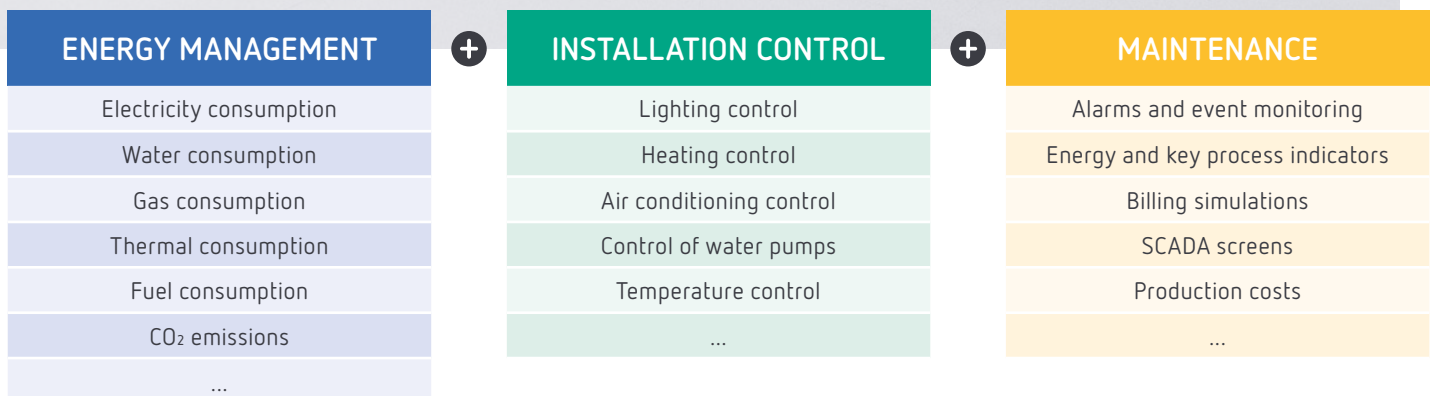 ENERGY MANAGEMENT
Electricity consumption
Water consumption
Gas consumption
Thermal consumption
Fuel consumption
CO₂ emissions
...
+
INSTALLATION CONTROL
Lighting control
Heating control
Air conditioning control
Control of water pumps
Temperature control
...
+
MAINTENANCE
Alarms and event monitoring
Energy and key process indicators
Billing simulations
SCADA screens
Production costs
...